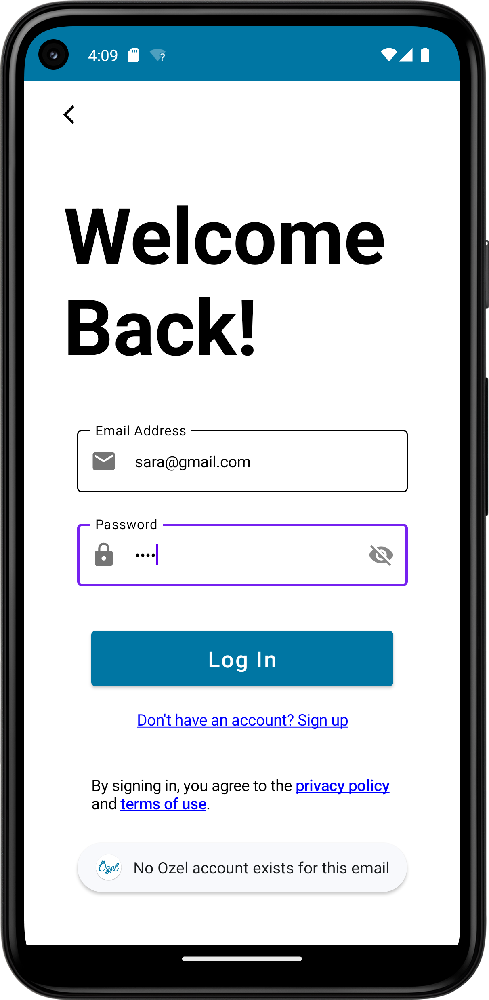 4:09
Welcome
Back!
Email Address
sara@gmail.com
Password
••••
Log In
Don't have an account? Sign up
By signing in, you agree to the privacy policy
and terms of use.
Özel No Ozel account exists for this email